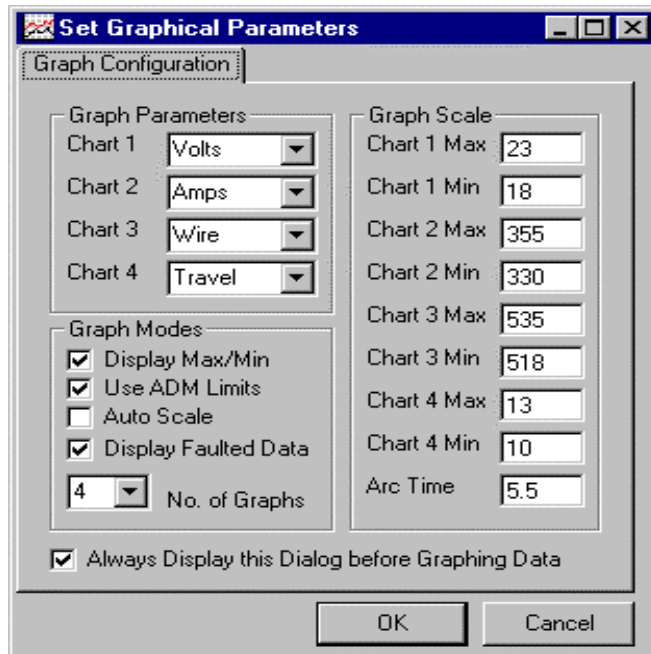 Set Graphical Parameters
Graph Configuration
Graph Parameters
Chart 1 Volts
Chart 2 Amps
Chart 3 Wire
Chart 4 Travel
Graph Modes
Display Max/Min
Use ADM Limits
Auto Scale
Display Faulted Data
4 No. of Graphs
Graph Scale
Chart 1 Max 23
Chart 1 Min 18
Chart 2 Max 355
Chart 2 Min 330
Chart 3 Max 535
Chart 3 Min 518
Chart 4 Max 13
Chart 4 Min 10
Arc Time 5.5
Always Display this Dialog before Graphing Data
OK Cancel